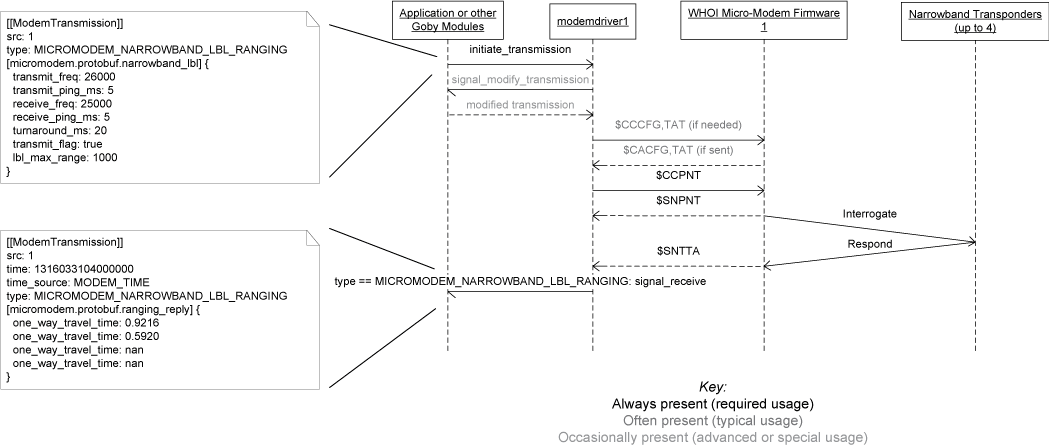 [[ModemTransmission]]
src: 1
type: MICROMODEM_NARROWBAND_LBL_RANGING
[micromodem.protobuf.narrowband_lbl] {
transmit_freq: 26000
transmit_ping_ms: 5
receive_freq: 25000
receive_ping_ms: 5
turnaround_ms: 20
transmit_flag: true
lbl_max_range: 1000
}
Application or other
Goby Modules
modemdriver1
WHOI Micro-Modem Firmware
1
Narrowband Transponders
(up to 4)
initiate_transmission
signal_modify_transmission
modified transmission
$CCCFG,TAT (if needed)
$CACFG,TAT (if sent)
$CCPNT
$SNPNT
Interrogate
Respond
$SNTTA
type == MICROMODEM_NARROWBAND_LBL_RANGING: signal_receive
[[ModemTransmission]]
src: 1
time: 1316033104000000
time_source: MODEM_TIME
type: MICROMODEM_NARROWBAND_LBL_RANGING
[micromodem.protobuf.ranging_reply] {
one_way_travel_time: 0.9216
one_way_travel_time: 0.5920
one_way_travel_time: nan
one_way_travel_time: nan
}
Key:
Always present (required usage)
Often present (typical usage)
Occasionally present (advanced or special usage)